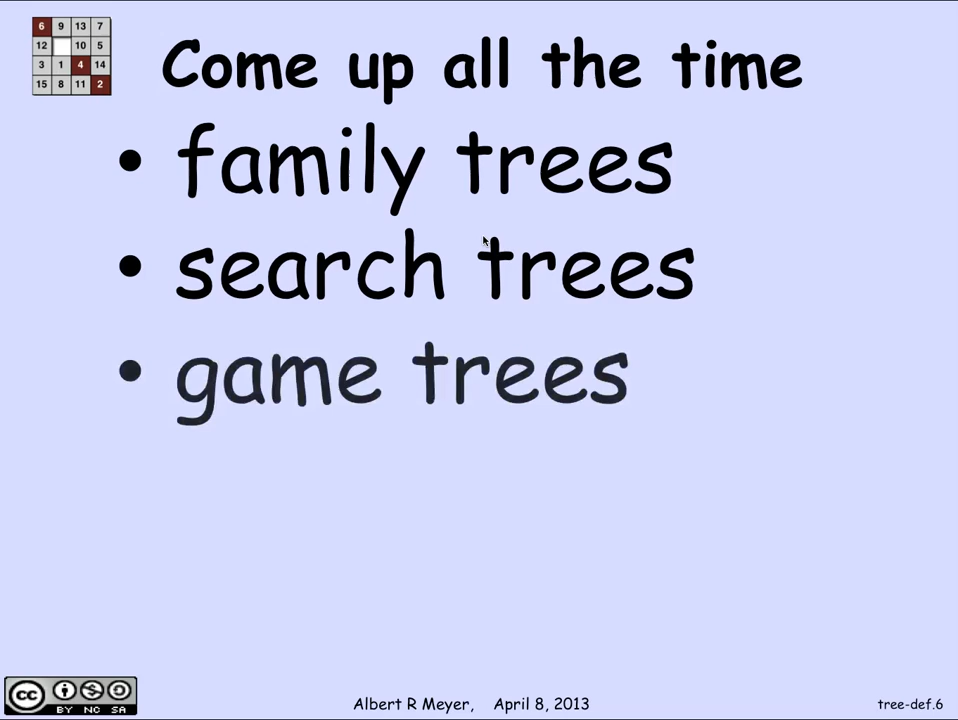 6 9 13 7
12 10 5
3 1 4 14
15 8 11 2
Come up all the time
• family trees
• search trees
• game trees
cc
BY NC SA
Albert R Meyer, April 8, 2013
tree-def.6